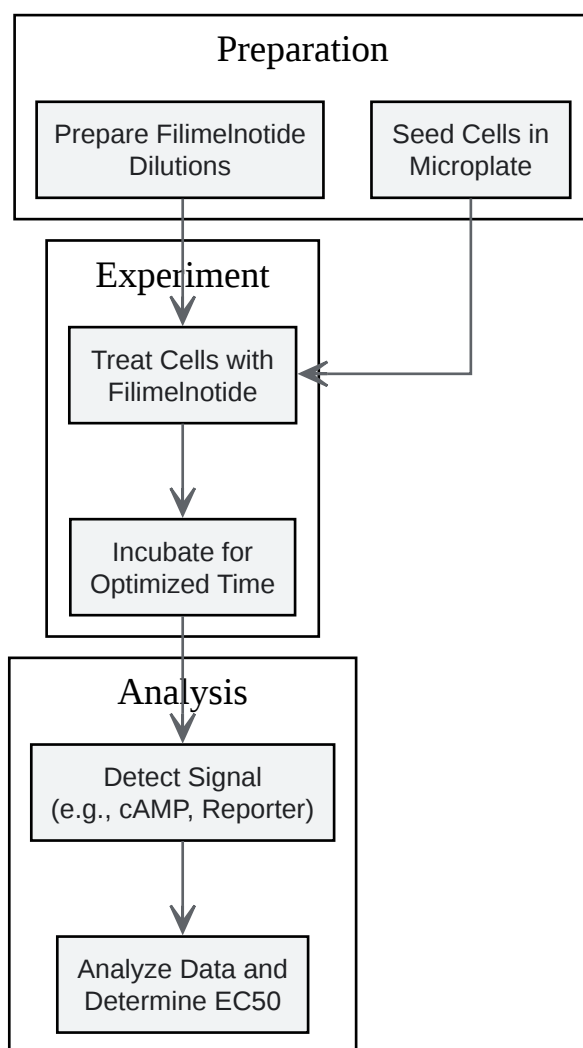 Preparation
Prepare Filimelnotide
Dilutions
Seed Cells in
Microplate
Experiment
Treat Cells with
Filimelnotide
Incubate for
Optimized Time
Analysis
Detect Signal
(e.g., cAMP, Reporter)
Analyze Data and
Determine EC50